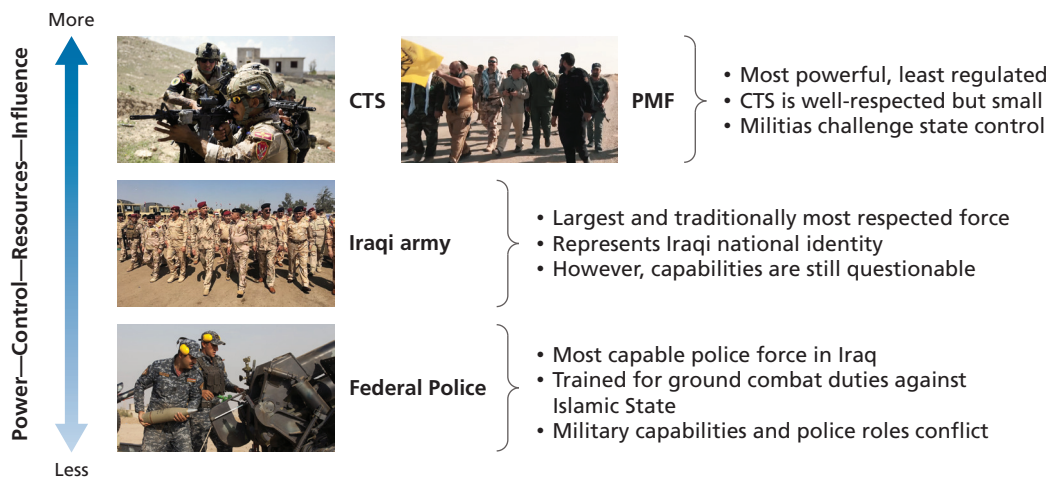 More
Power—Control—Resources—Influence
CTS
PMF
• Most powerful, least regulated
• CTS is well-respected but small
• Militias challenge state control
Iraqi army
• Largest and traditionally most respected force
• Represents Iraqi national identity
• However, capabilities are still questionable
Federal Police
• Most capable police force in Iraq
• Trained for ground combat duties against
Islamic State
• Military capabilities and police roles conflict
Less